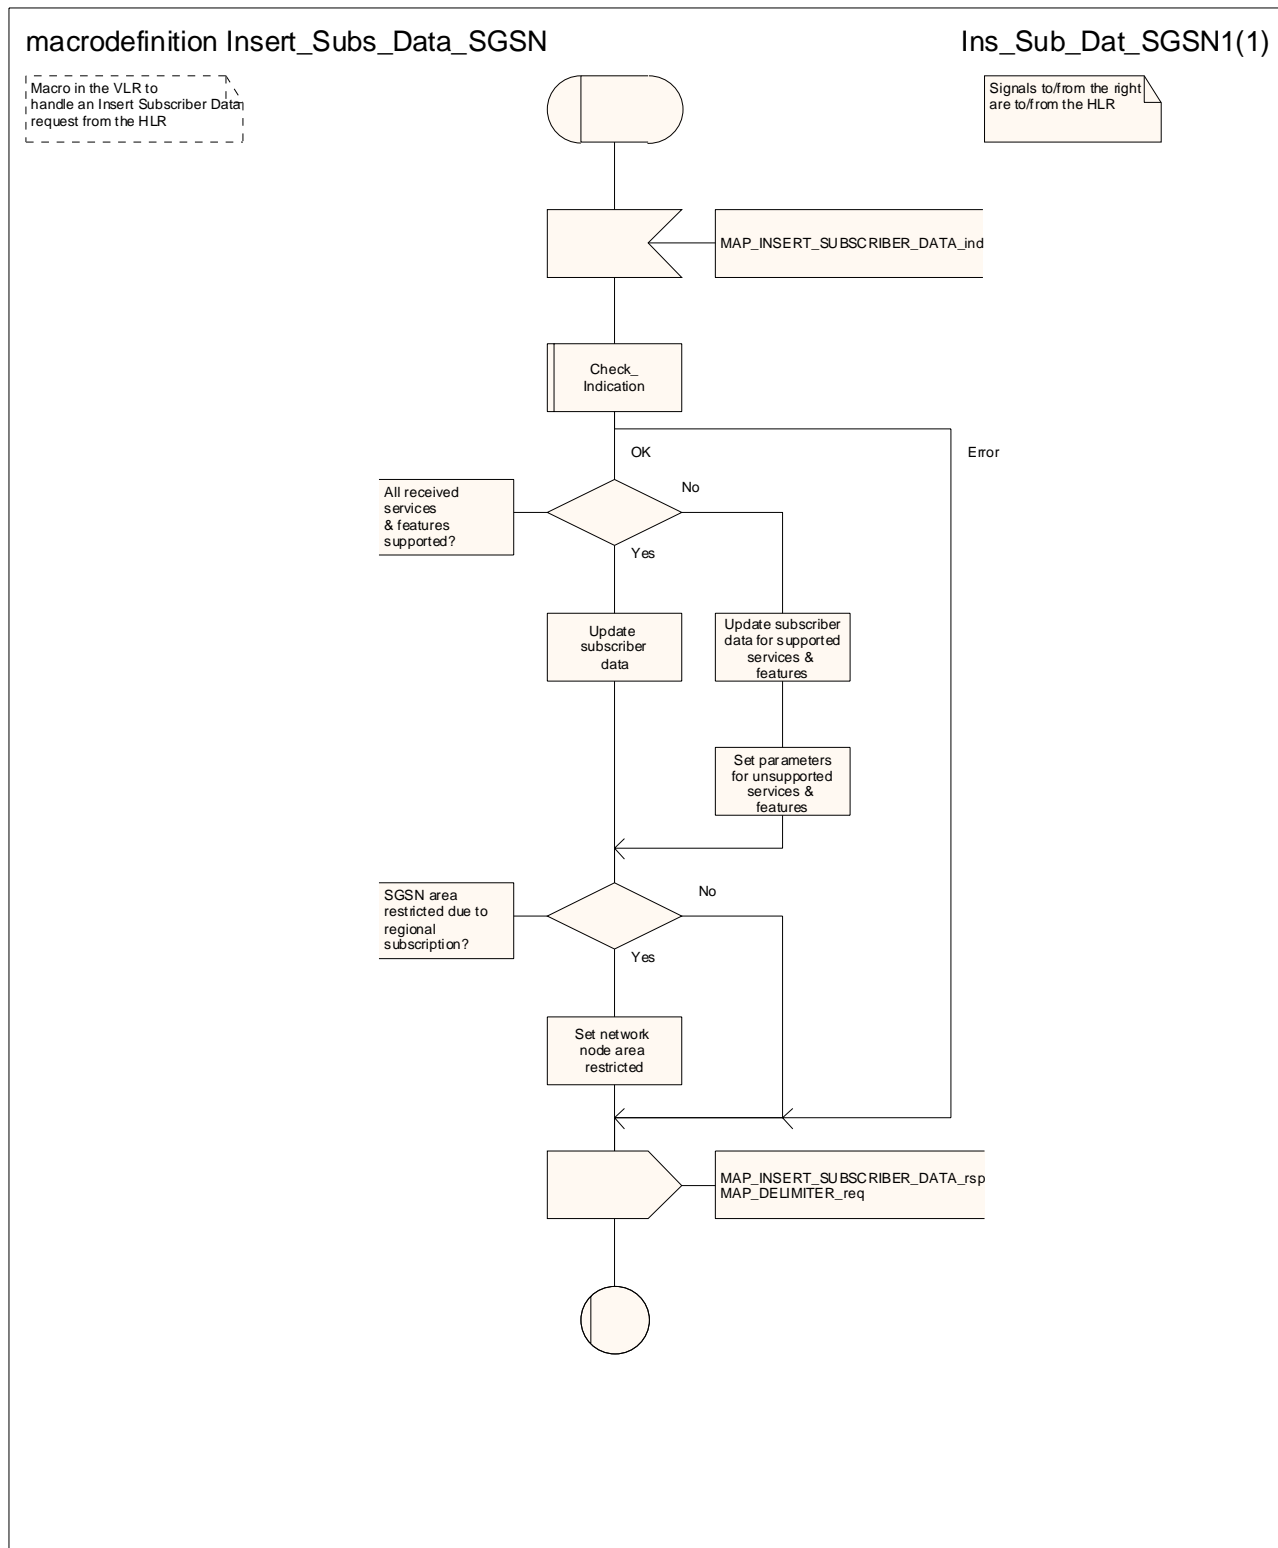 macrodefinition Insert_Subs_Data_SGSN
Ins_Sub_Dat_SGSN1(1)
Macro in the VLR to
handle an Insert Subscriber Data
request from the HLR
Signals to/from the right
are to/from the HLR
MAP_INSERT_SUBSCRIBER_DATA_ind
Check_
Indication
OK
Error
All received
services
& features
supported?
No
Yes
Update
subscriber
data
Update subscriber
data for supported
services &
features
Set parameters
for unsupported
services &
features
SGSN area
restricted due to
regional
subscription?
No
Yes
Set network
node area
restricted
MAP_INSERT_SUBSCRIBER_DATA_rsp
MAP_DELIMITER_req